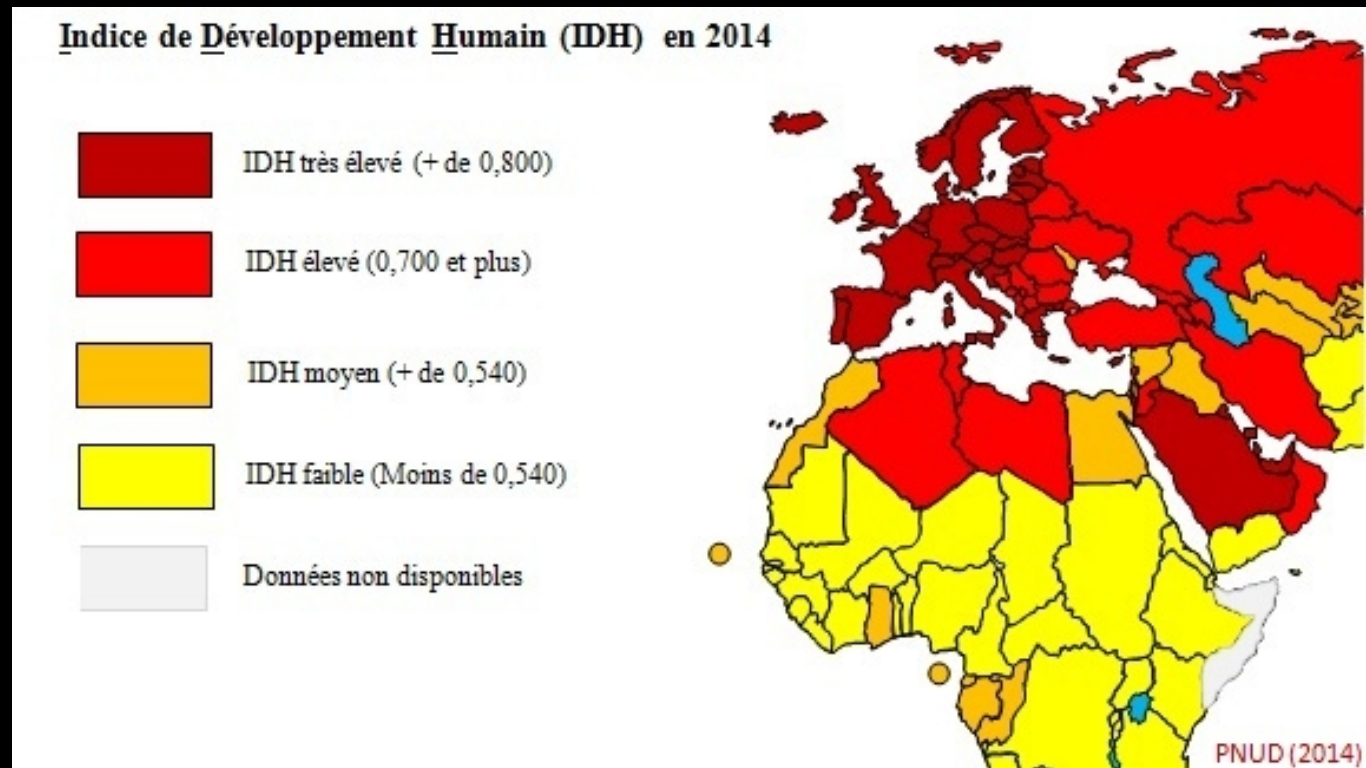 Indice de Développement Humain (IDH) en 2014
IDH très élevé (+ de 0,800)
IDH élevé (0,700 et plus)
IDH moyen (+ de 0,540)
IDH faible (Moins de 0,540)
Données non disponibles
PNUD (2014)